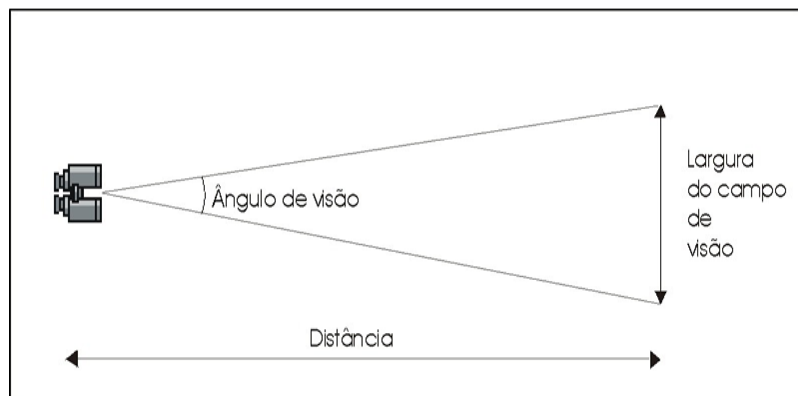 Ângulo de visão
Largura
do campo
de
visão
Distância